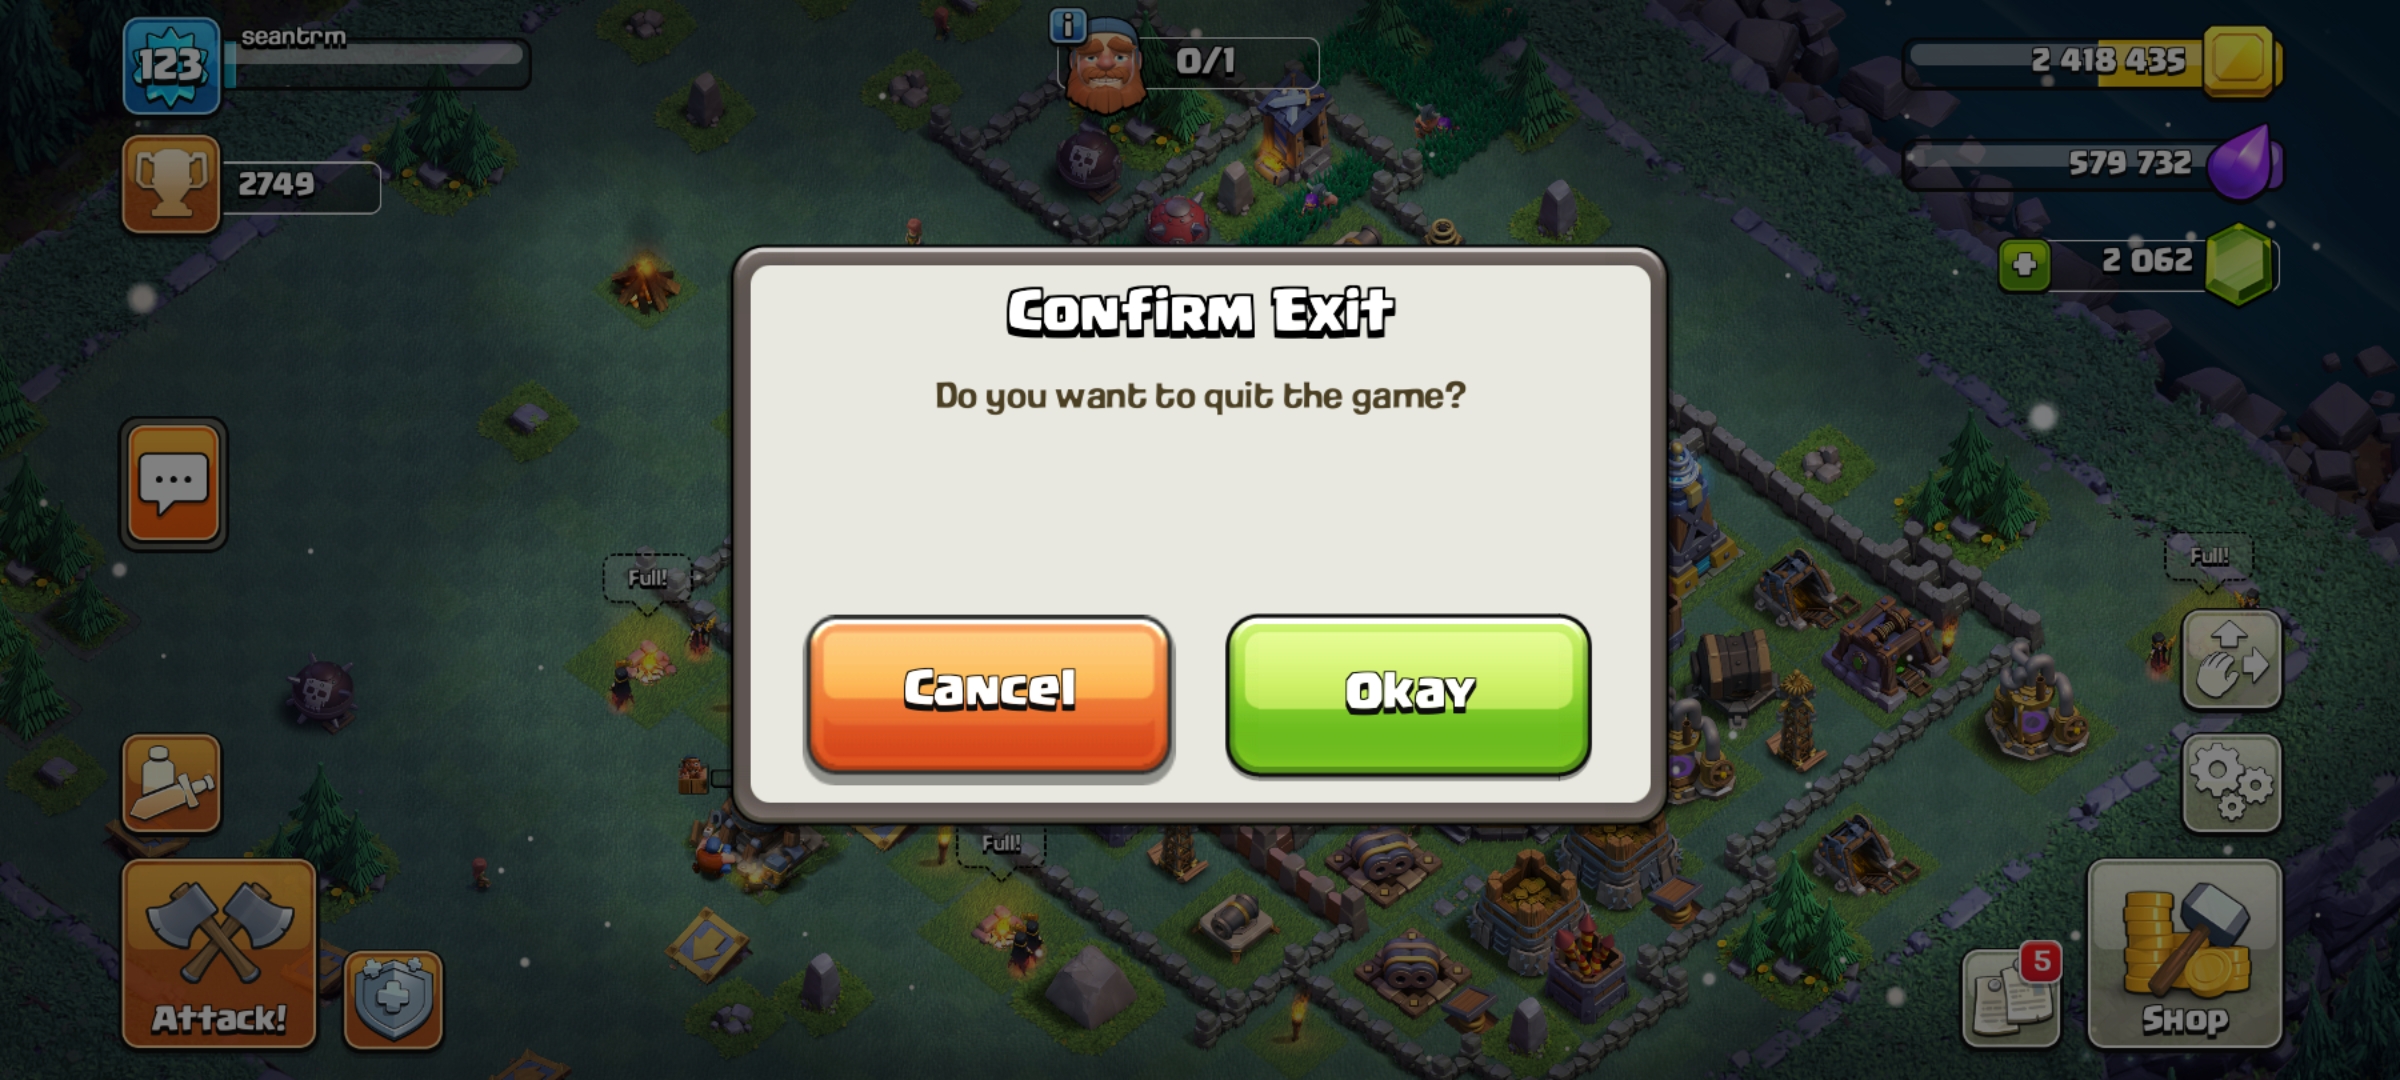 123
seantrm
0/1
2 418 435
2749
579 732
2 062
Confirm Exit
Do you want to quit the game?
Full!
Full!
Cancel
Okay
Full!
5
Attack!
Shop